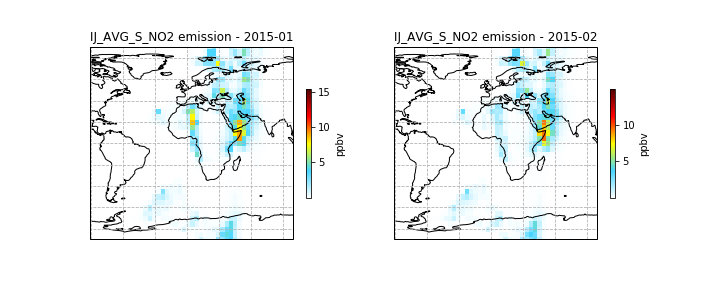 IJ_AVG_S_NO2 emission - 2015-01
15
10
5
ppbv
IJ_AVG_S_NO2 emission - 2015-02
10
5
ppbv